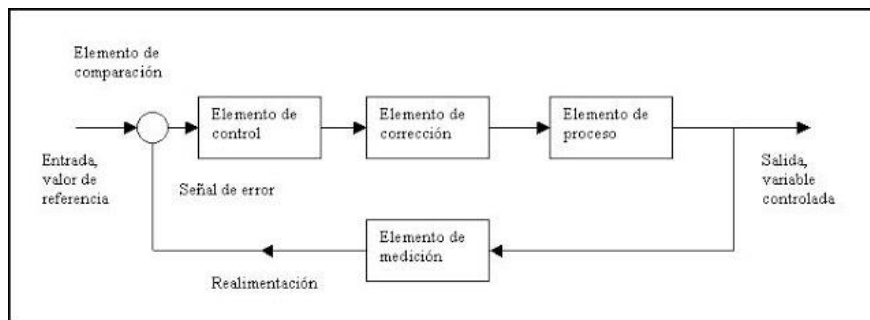 Elemento de
comparación
Elemento de
control
Elemento de
corrección
Elemento de
proceso
Entrada,
valor de
referencia
Señal de error
Salida,
variable
controlada
Elemento de
medición
Realimentación